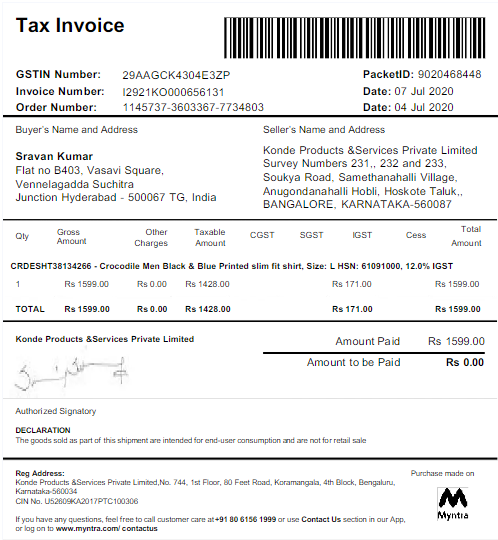 Tax Invoice
GSTIN Number: 29AAGCK4304E3ZP PacketID: 9020468448
Invoice Number: I2921KO000656131 Date: 07 Jul 2020
Order Number: 1145737-3603367-7734803 Date: 04 Jul 2020
Buyer's Name and Address Seller's Name and Address
Sravan Kumar
Flat no B403, Vasavi Square,
Vennelagadda Suchitra
Junction Hyderabad - 500067 TG, India
Konde Products &Services Private Limited
Survey Numbers 231,, 232 and 233,
Soukya Road, Samethanahalli Village,
Anugondanahalli Hobli, Hoskote Taluk,,
BANGALORE, KARNATAKA-560087
Qty Gross Amount Other Charges Taxable Amount CGST SGST IGST Cess Total Amount
CRDESHT38134266 - Crocodile Men Black & Blue Printed slim fit shirt, Size: L HSN: 61091000, 12.0% IGST
1 Rs 1599.00 Rs 0.00 Rs 1428.00 Rs 171.00 Rs 1599.00
TOTAL Rs 1599.00 Rs 0.00 Rs 1428.00 Rs 171.00 Rs 1599.00
Konde Products &Services Private Limited
Amount Paid Rs 1599.00
Amount to be Paid Rs 0.00
Authorized Signatory
DECLARATION
The goods sold as part of this shipment are intended for end-user consumption and are not for retail sale
Reg Address: Purchase made on
Konde Products &Services Private Limited,No. 744, 1st Floor, 80 Feet Road, Koramangala, 4th Block, Bengaluru,
Karnataka-560034
CIN No. U52609KA2017PTC100306
Myntra
If you have any questions, feel free to call customer care at +91 80 6156 1999 or use Contact Us section in our App,
or log on to www.myntra.com/ contactus